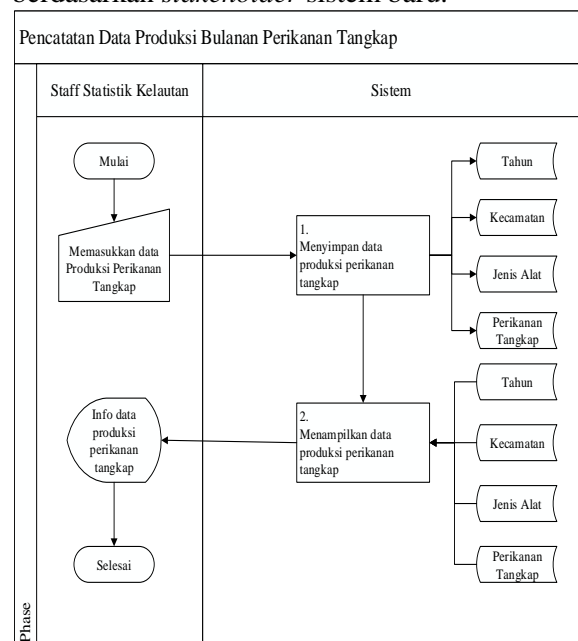 berdasarkan stakeholder sistem baru.
Pencatatan Data Produksi Bulanan Perikanan Tangkap
Staff Statistik Kelautan
Sistem
Mulai
Memasukkan data
Produksi Perikanan
Tangkap
1.
Menyimpan data
produksi perikanan
tangkap
Tahun
Kecamatan
Jenis Alat
Perikanan
Tangkap
Info data
produksi
perikanan
tangkap
2.
Menampilkan data
produksi perikanan
tangkap
Tahun
Kecamatan
Jenis Alat
Perikanan
Tangkap
Selesai
Phase